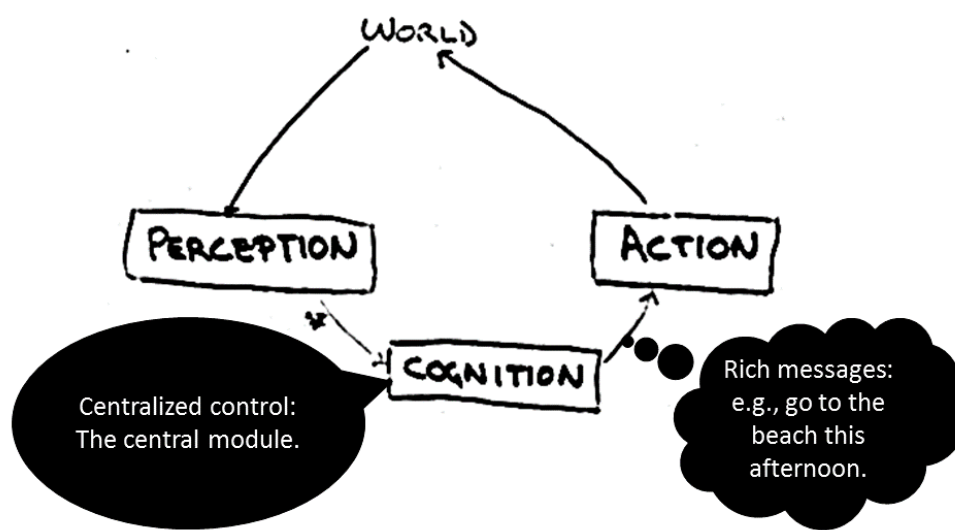 WORLD
PERCEPTION
ACTION
COGNITION
Centralized control:
The central module.
Rich messages:
e.g., go to the
beach this
afternoon.